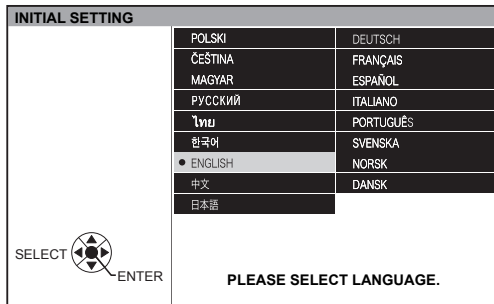 INITIAL SETTING
POLSKI
ČEŠTINA
MAGYAR
РУССКИЙ
ไทย
한국어
ENGLISH
中文
日本語
DEUTSCH
FRANÇAIS
ESPAÑOL
ITALIANO
PORTUGUÊS
SVENSKA
NORSK
DANSK
SELECT
ENTER
PLEASE SELECT LANGUAGE.